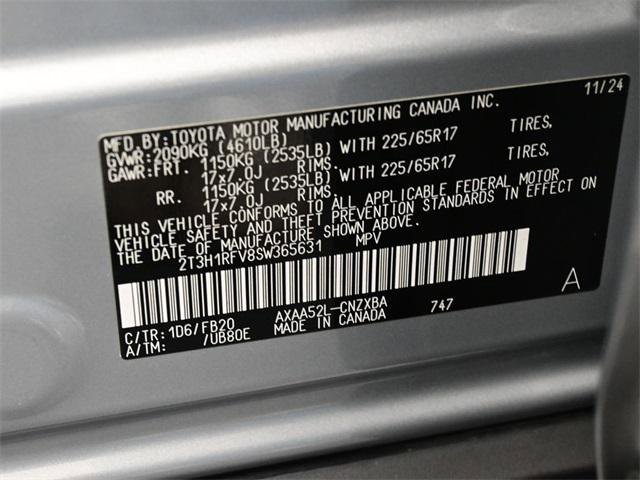 11/24
MFD.BY:TOYOTA MOTOR MANUFACTURING CANADA INC.
GVWR:2090KG (4610LB)
GAWR:FRT. 1150KG (2535LB) WITH 225/65R17 TIRES,
17x7.0J RIMS.
RR. 1150KG (2535LB) WITH 225/65R17 TIRES,
17x7.0J RIMS.
THIS VEHICLE CONFORMS TO ALL APPLICABLE FEDERAL MOTOR
VEHICLE SAFETY AND THEFT PREVENTION STANDARDS IN EFFECT ON
THE DATE OF MANUFACTURE SHOWN ABOVE.
2T3H1RFV8SW365631 MPV
A
C/TR: 1D6/FB20 AXAA52L-CNZXBA 747
A/TM: /UB80E MADE IN CANADA